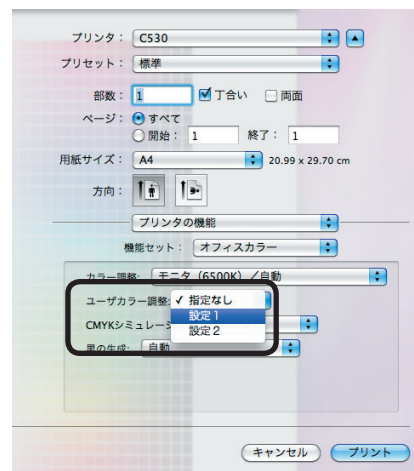 プリンタ： C530
プリセット： 標準
部数： 1 丁合い 両面
ページ： すべて
開始： 1 終了： 1
用紙サイズ： A4 20.99 x 29.70 cm
方向：
プリンタの機能
機能セット： オフィスカラー
カラー調整: モニタ（6500K）／自動
ユーザカラー調整: ✓ 指定なし
設定1
CMYKシミュレーシ
設定2
黒の生成: 自動
キャンセル プリント